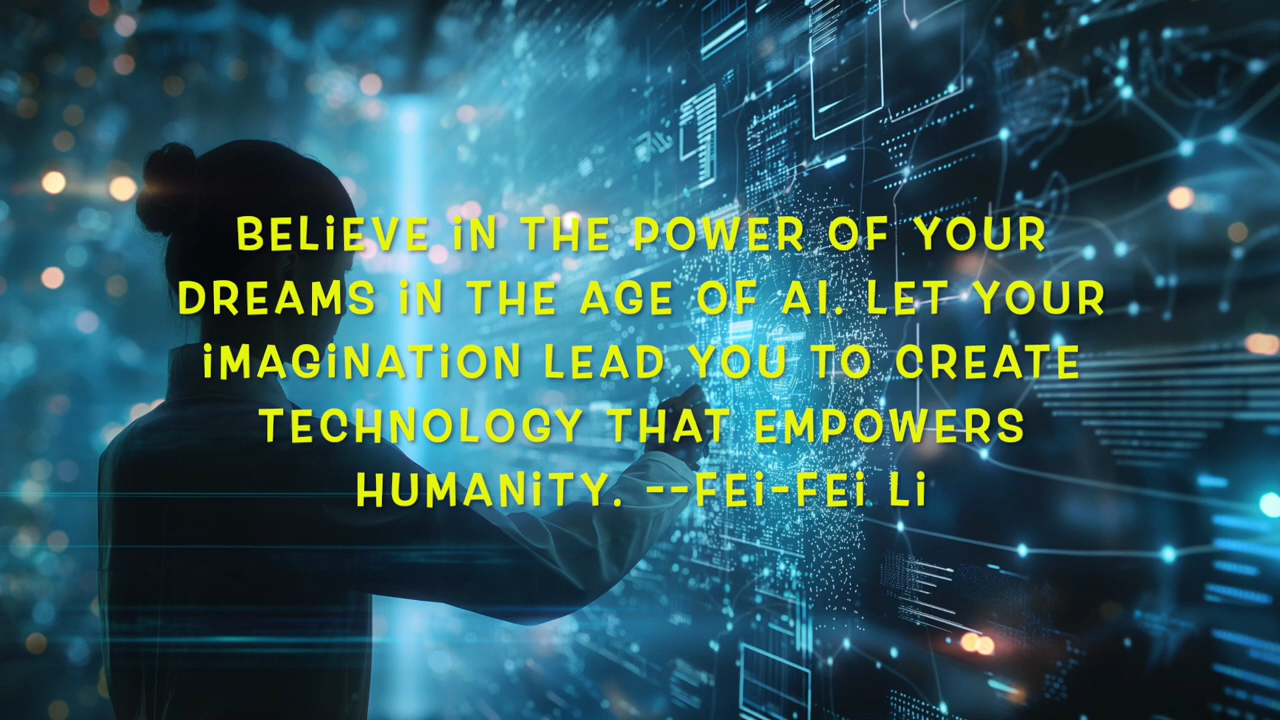 BELiEVE iN THE POWER OF YOUR
DREAMS iN THE AGE OF AI. LET YOUR
iMAGiNATiON LEAD YOU TO CREATE
TECHNOLOGY THAT EMPOWERS
HUMANiTY. --FEi-FEi Li